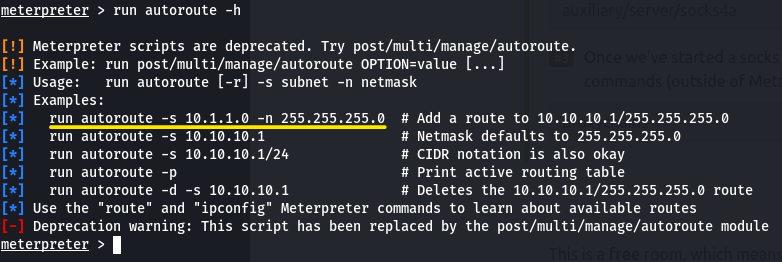 meterpreter > run autoroute -h
auxiliary/server/socks4a
[!] Meterpreter scripts are deprecated. Try post/multi/manage/autoroute.
[!] Example: run post/multi/manage/autoroute OPTION=value [...]
Once we've started a socks
[*] Usage:   run autoroute [-r] -s subnet -n netmask
commands (outside of Meta
[*] Examples:
[*]   run autoroute -s 10.1.1.0 -n 255.255.255.0  # Add a route to 10.10.10.1/255.255.255.0
[*]   run autoroute -s 10.10.10.1                 # Netmask defaults to 255.255.255.0
[*]   run autoroute -s 10.10.10.1/24              # CIDR notation is also okay
[*]   run autoroute -p                            # Print active routing table
[*]   run autoroute -d -s 10.10.10.1              # Deletes the 10.10.10.1/255.255.255.0 route
[*] Use the "route" and "ipconfig" Meterpreter commands to learn about available routes
[-] Deprecation warning: This script has been replaced by the post/multi/manage/autoroute module
meterpreter >
This is a free room, which mean